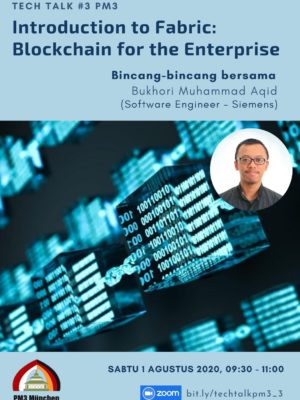 TECH TALK #3 PM3
Introduction to Fabric:
Blockchain for the Enterprise
Bincang-bincang bersama
Bukhori Muhammad Aqid
(Software Engineer - Siemens)
SABTU 1 AGUSTUS 2020, 09:30 - 11:00
PM3 München
zoom
bit.ly/techtalkpm3_3